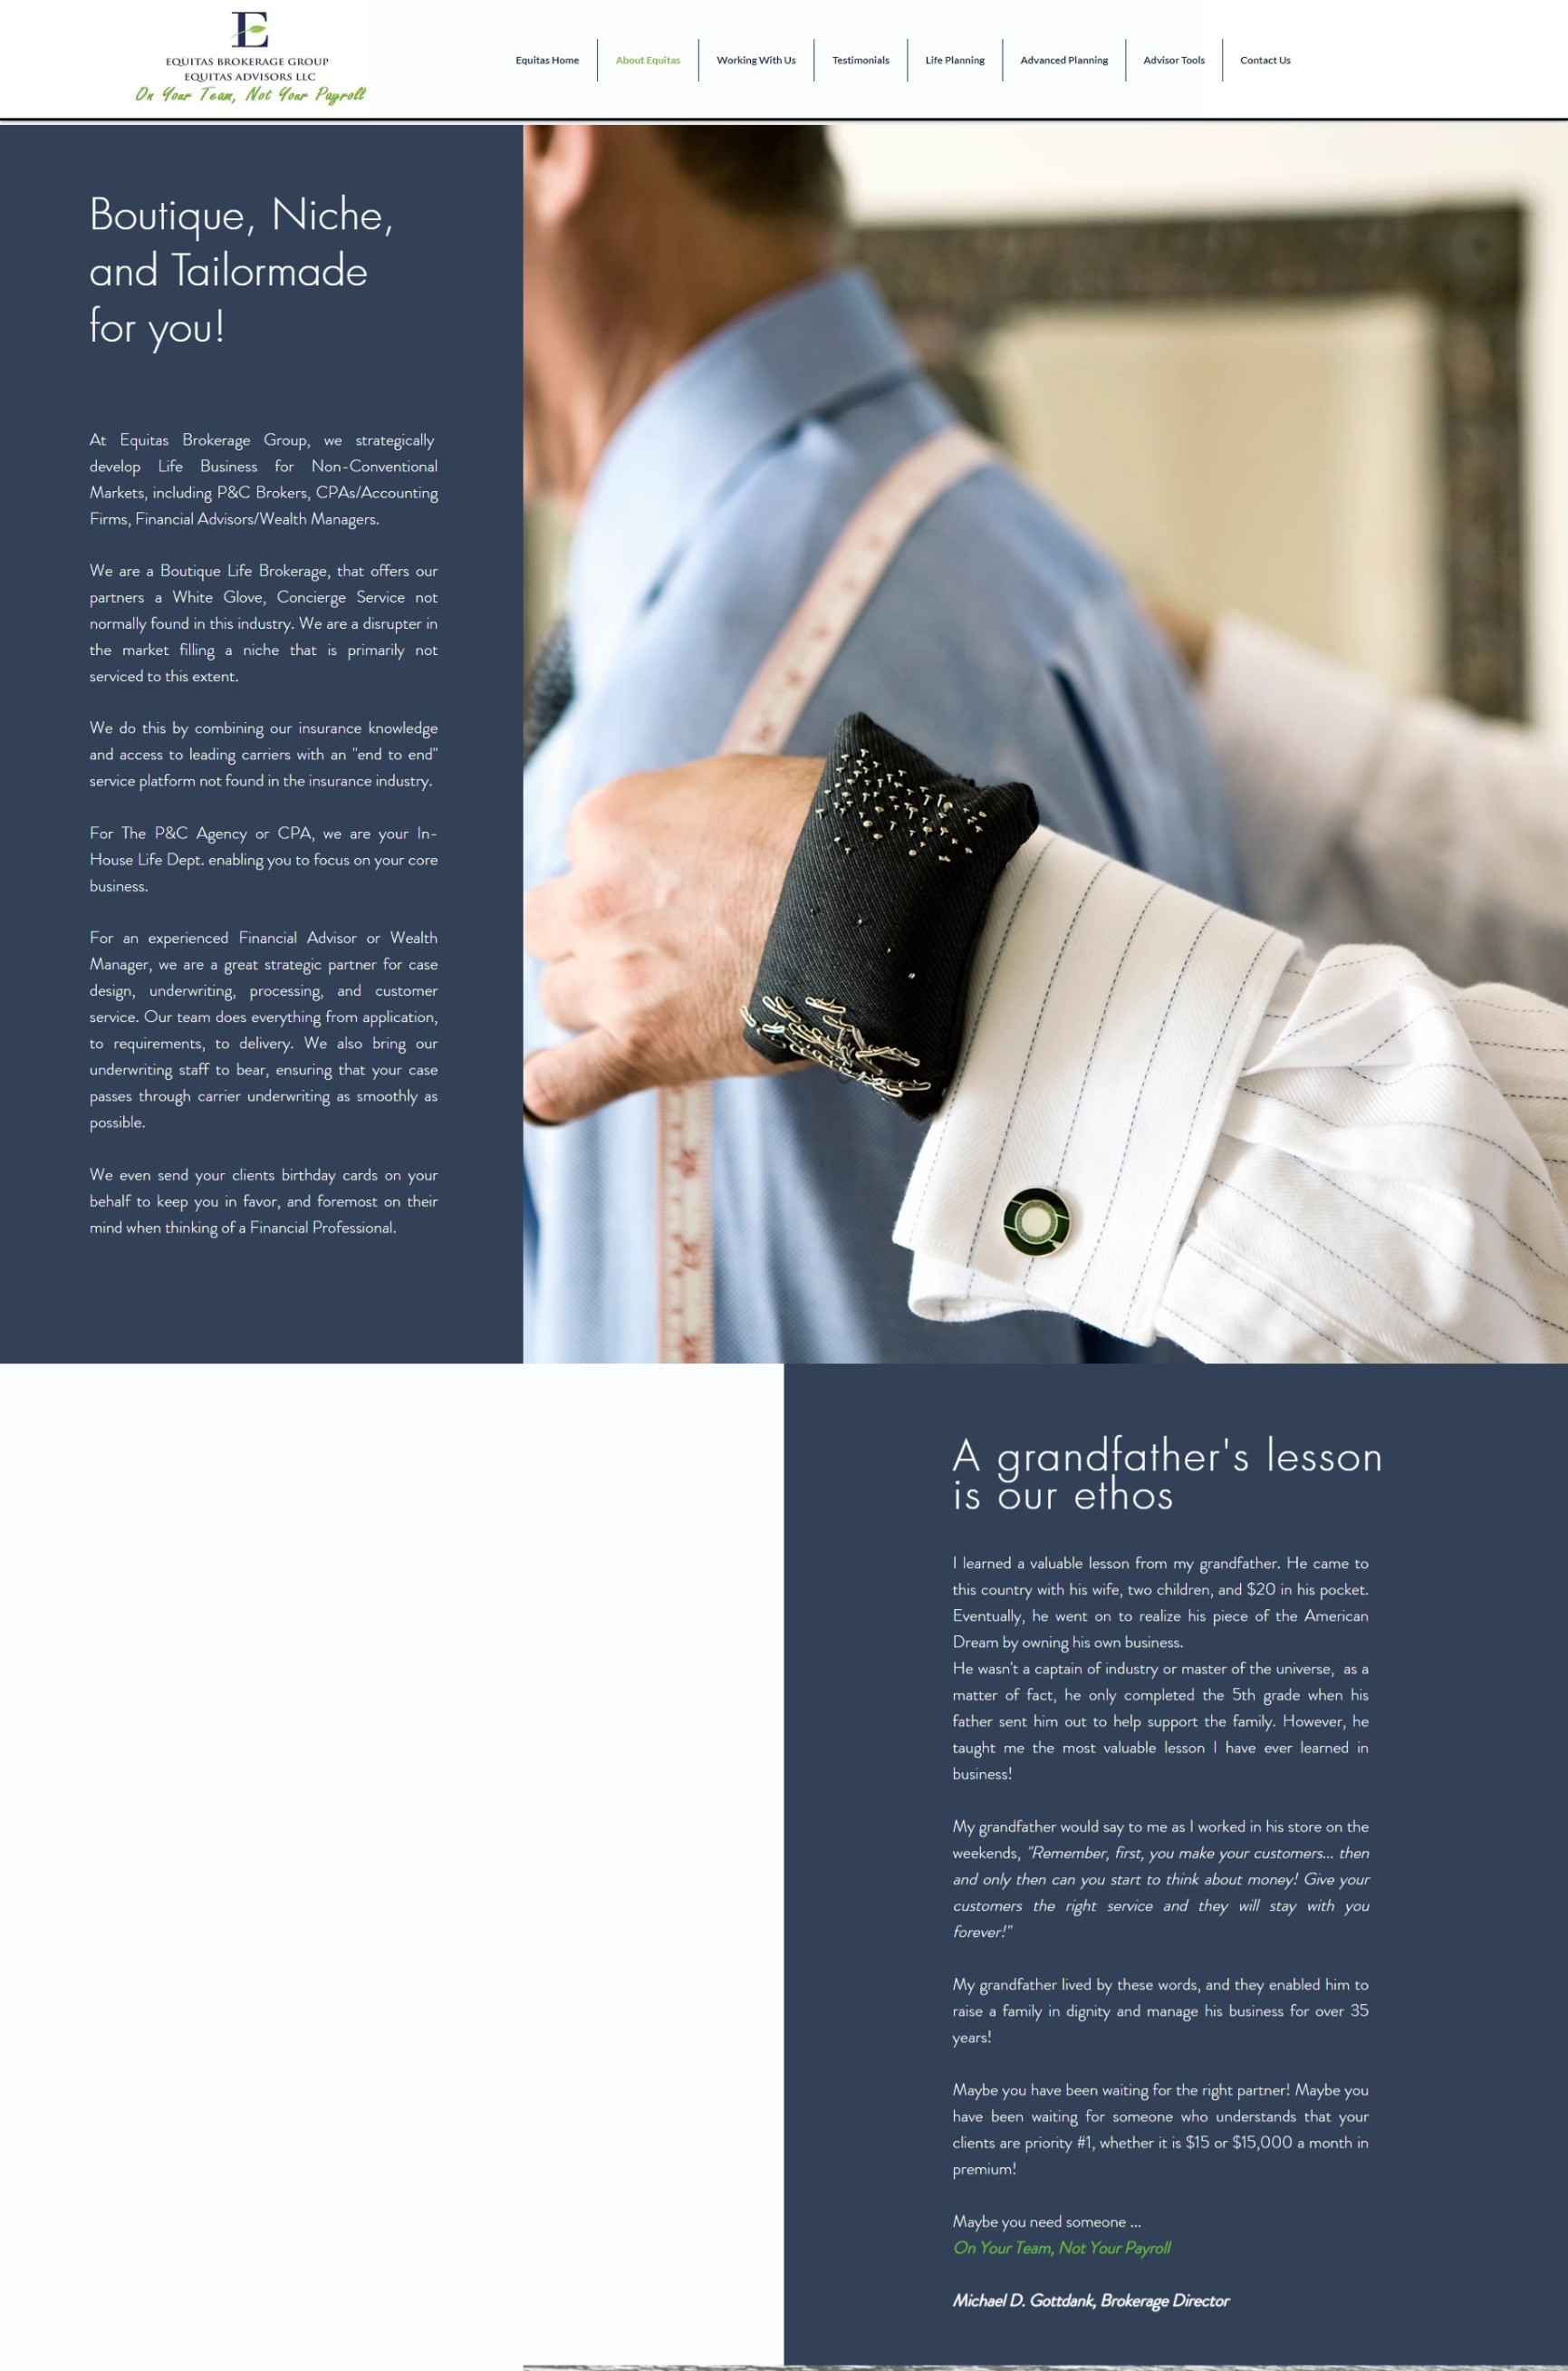 E
EQUITAS BROKERAGE GROUP
EQUITAS ADVISORS LLC
On Your Team, Not Your Payroll
Equitas Home
About Equitas
Working With Us
Testimonials
Life Planning
Advanced Planning
Advisor Tools
Contact Us
Boutique, Niche,
and Tailormade
for you!
At Equitas Brokerage Group, we strategically
develop Life Business for Non-Conventional
Markets, including P&C Brokers, CPAs/Accounting
Firms, Financial Advisors/Wealth Managers.
We are a Boutique Life Brokerage, that offers our
partners a White Glove, Concierge Service not
normally found in this industry. We are a disrupter in
the market filling a niche that is primarily not
serviced to this extent.
We do this by combining our insurance knowledge
and access to leading carriers with an "end to end"
service platform not found in the insurance industry.
For The P&C Agency or CPA, we are your In-
House Life Dept. enabling you to focus on your core
business.
For an experienced Financial Advisor or Wealth
Manager, we are a great strategic partner for case
design, underwriting, processing, and customer
service. Our team does everything from application,
to requirements, to delivery. We also bring our
underwriting staff to bear, ensuring that your case
passes through carrier underwriting as smoothly as
possible.
We even send your clients birthday cards on your
behalf to keep you in favor, and foremost on their
mind when thinking of a Financial Professional.
A grandfather's lesson
is our ethos
I learned a valuable lesson from my grandfather. He came to
this country with his wife, two children, and $20 in his pocket.
Eventually, he went on to realize his piece of the American
Dream by owning his own business.
He wasn't a captain of industry or master of the universe, as a
matter of fact, he only completed the 5th grade when his
father sent him out to help support the family. However, he
taught me the most valuable lesson I have ever learned in
business!
My grandfather would say to me as I worked in his store on the
weekends, "Remember, first, you make your customers... then
and only then can you start to think about money! Give your
customers the right service and they will stay with you
forever!"
My grandfather lived by these words, and they enabled him to
raise a family in dignity and manage his business for over 35
years!
Maybe you have been waiting for the right partner! Maybe you
have been waiting for someone who understands that your
clients are priority #1, whether it is $15 or $15,000 a month in
premium!
Maybe you need someone ...
On Your Team, Not Your Payroll
Michael D. Gottdank, Brokerage Director